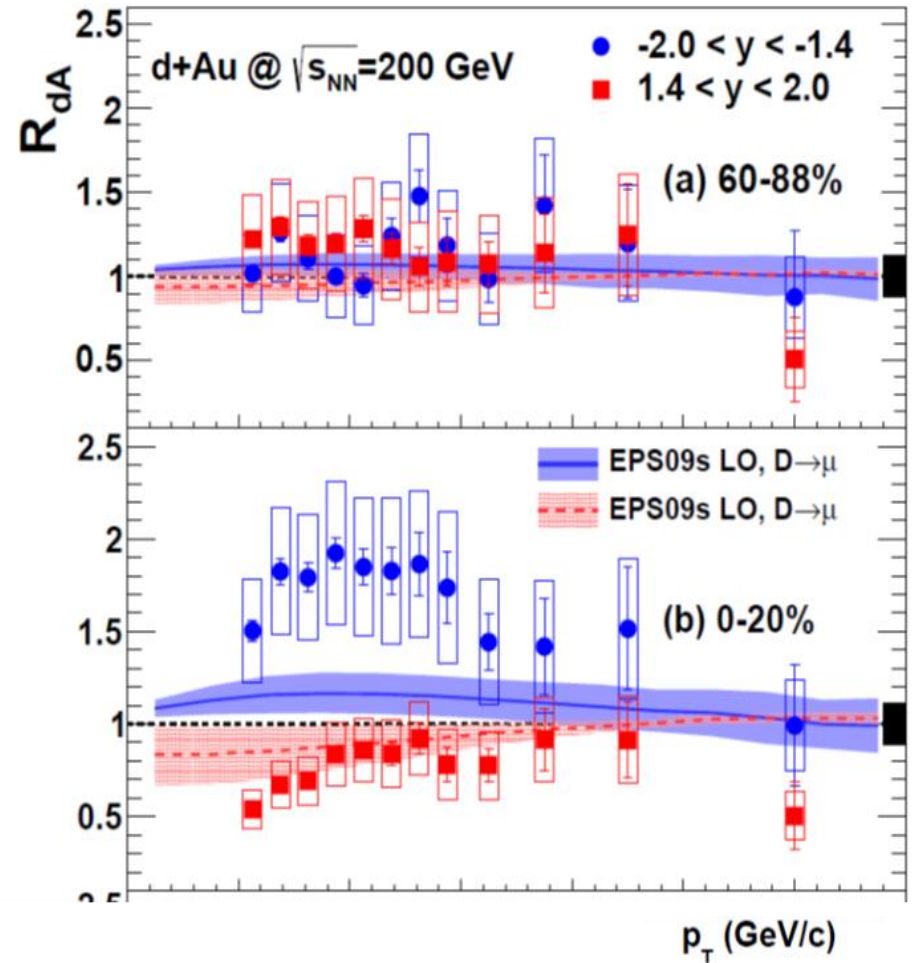 2.5
d+Au @ √s_NN=200 GeV
-2.0 < y < -1.4
1.4 < y < 2.0
R_dA
2
1.5
(a) 60-88%
1
0.5
2.5
EPS09s LO, D→μ
EPS09s LO, D→μ
2
1.5
(b) 0-20%
1
0.5
p_T (GeV/c)